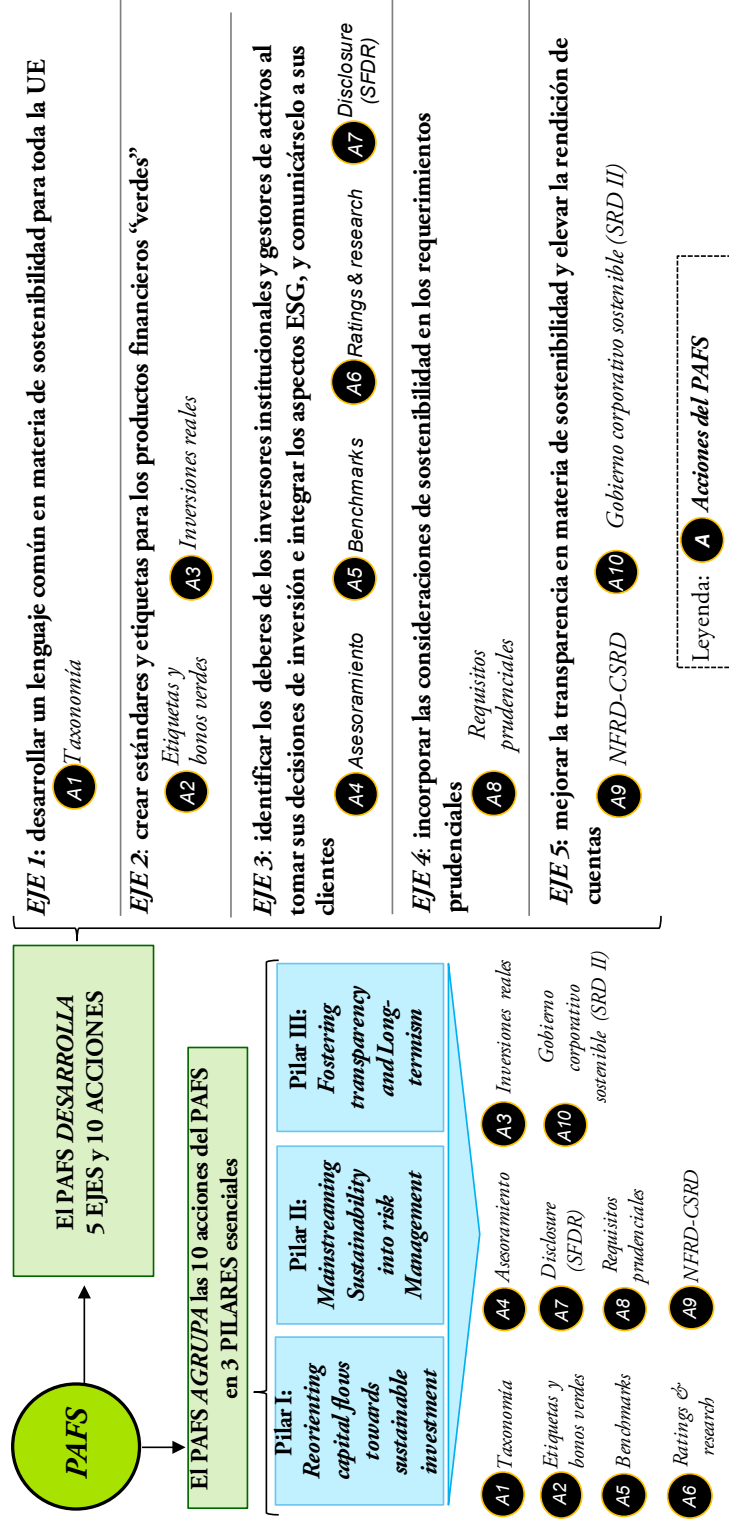 PAFS
El PAFS DESARROLLA
5 EJES y 10 ACCIONES
El PAFS AGRUPA las 10 acciones del PAFS
en 3 PILARES esenciales
Pilar I:
Reorienting
capital flows
towards
sustainable
investment
Pilar II:
Mainstreaming
Sustainability
into risk
Management
Pilar III:
Fostering
transparency
and Long-
termism
A1 Taxonomía
A2 Etiquetas y
bonos verdes
A5 Benchmarks
A6 Ratings &
research
A4 Asesoramiento
A7 Disclosure
(SFDR)
A8 Requisitos
prudenciales
A9 NFRD-CSRD
A3 Inversiones reales
A10 Gobierno
corporativo
sostenible (SRD II)
EJE 1: desarrollar un lenguaje común en materia de sostenibilidad para toda la UE
A1 Taxonomía
EJE 2: crear estándares y etiquetas para los productos financieros “verdes”
A2 Etiquetas y
bonos verdes
A3 Inversiones reales
EJE 3: identificar los deberes de los inversores institucionales y gestores de activos al
tomar sus decisiones de inversión e integrar los aspectos ESG, y comunicárselo a sus
clientes
A4 Asesoramiento
A5 Benchmarks
A6 Ratings & research
A7 Disclosure
(SFDR)
EJE 4: incorporar las consideraciones de sostenibilidad en los requerimientos
prudenciales
A8 Requisitos
prudenciales
EJE 5: mejorar la transparencia en materia de sostenibilidad y elevar la rendición de
cuentas
A9 NFRD-CSRD
A10 Gobierno corporativo sostenible (SRD II)
Leyenda: A Acciones del PAFS